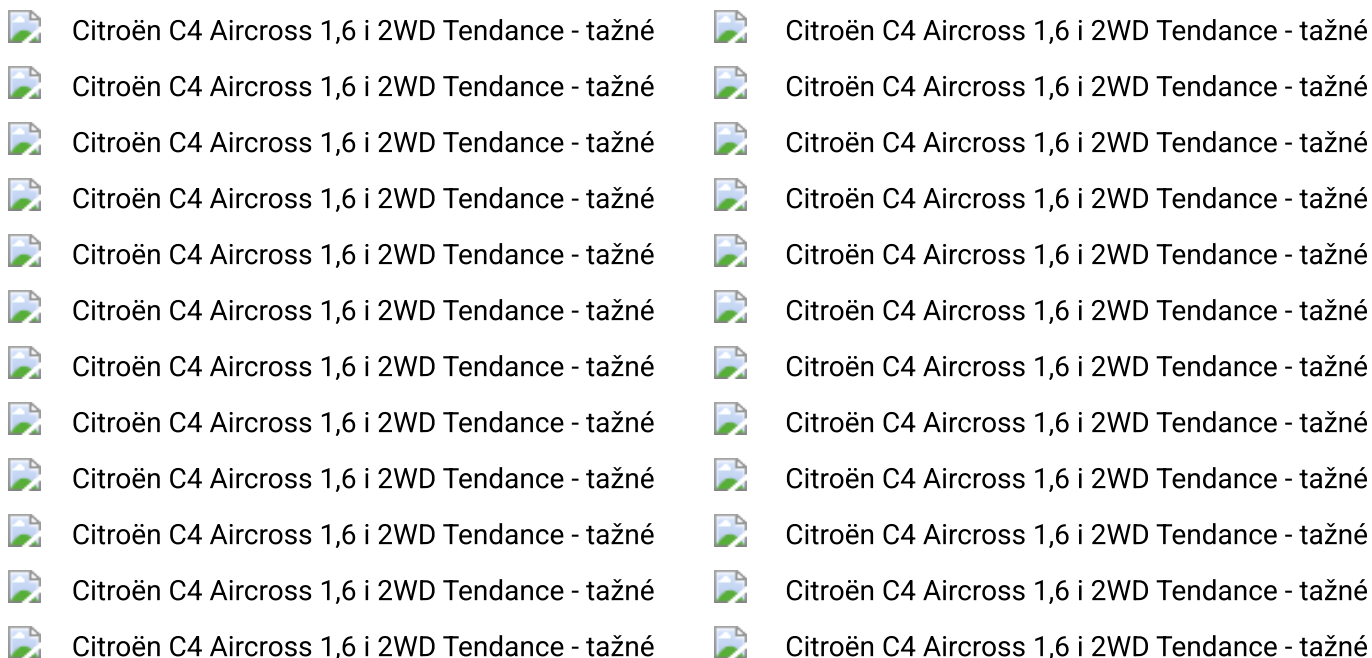 Citroën C4 Aircross 1,6 i 2WD Tendance - tažné Citroën C4 Aircross 1,6 i 2WD Tendance - tažné
Citroën C4 Aircross 1,6 i 2WD Tendance - tažné Citroën C4 Aircross 1,6 i 2WD Tendance - tažné
Citroën C4 Aircross 1,6 i 2WD Tendance - tažné Citroën C4 Aircross 1,6 i 2WD Tendance - tažné
Citroën C4 Aircross 1,6 i 2WD Tendance - tažné Citroën C4 Aircross 1,6 i 2WD Tendance - tažné
Citroën C4 Aircross 1,6 i 2WD Tendance - tažné Citroën C4 Aircross 1,6 i 2WD Tendance - tažné
Citroën C4 Aircross 1,6 i 2WD Tendance - tažné Citroën C4 Aircross 1,6 i 2WD Tendance - tažné
Citroën C4 Aircross 1,6 i 2WD Tendance - tažné Citroën C4 Aircross 1,6 i 2WD Tendance - tažné
Citroën C4 Aircross 1,6 i 2WD Tendance - tažné Citroën C4 Aircross 1,6 i 2WD Tendance - tažné
Citroën C4 Aircross 1,6 i 2WD Tendance - tažné Citroën C4 Aircross 1,6 i 2WD Tendance - tažné
Citroën C4 Aircross 1,6 i 2WD Tendance - tažné Citroën C4 Aircross 1,6 i 2WD Tendance - tažné
Citroën C4 Aircross 1,6 i 2WD Tendance - tažné Citroën C4 Aircross 1,6 i 2WD Tendance - tažné
Citroën C4 Aircross 1,6 i 2WD Tendance - tažné Citroën C4 Aircross 1,6 i 2WD Tendance - tažné